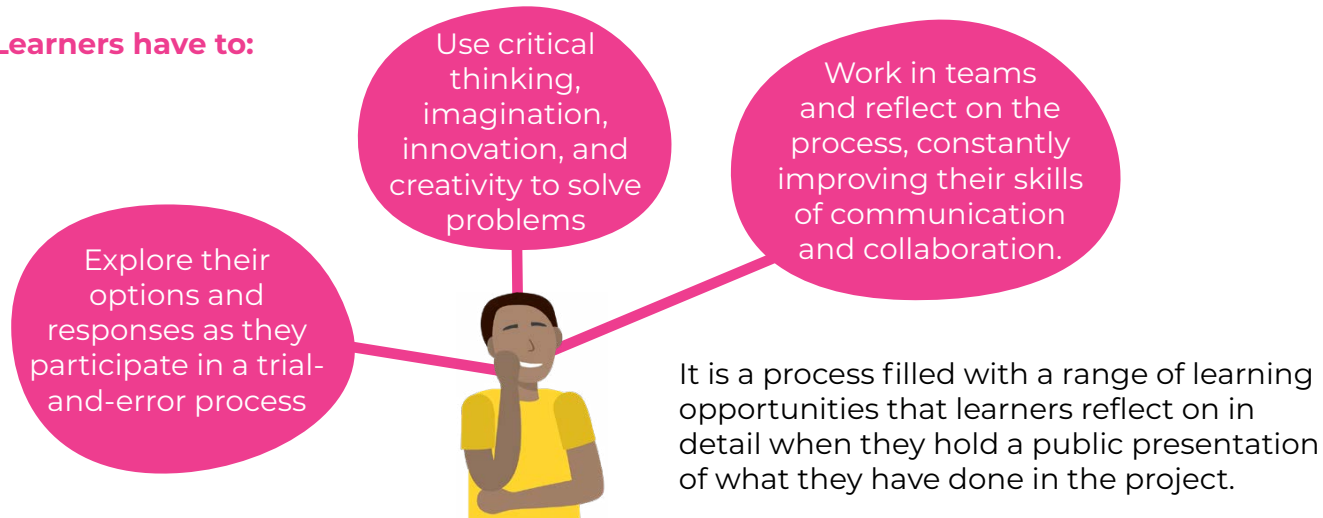 Learners have to:
Explore their
options and
responses as they
participate in a trial-
and-error process
Use critical
thinking,
imagination,
innovation, and
creativity to solve
problems
Work in teams
and reflect on the
process, constantly
improving their skills
of communication
and collaboration.
It is a process filled with a range of learning
opportunities that learners reflect on in
detail when they hold a public presentation
of what they have done in the project.